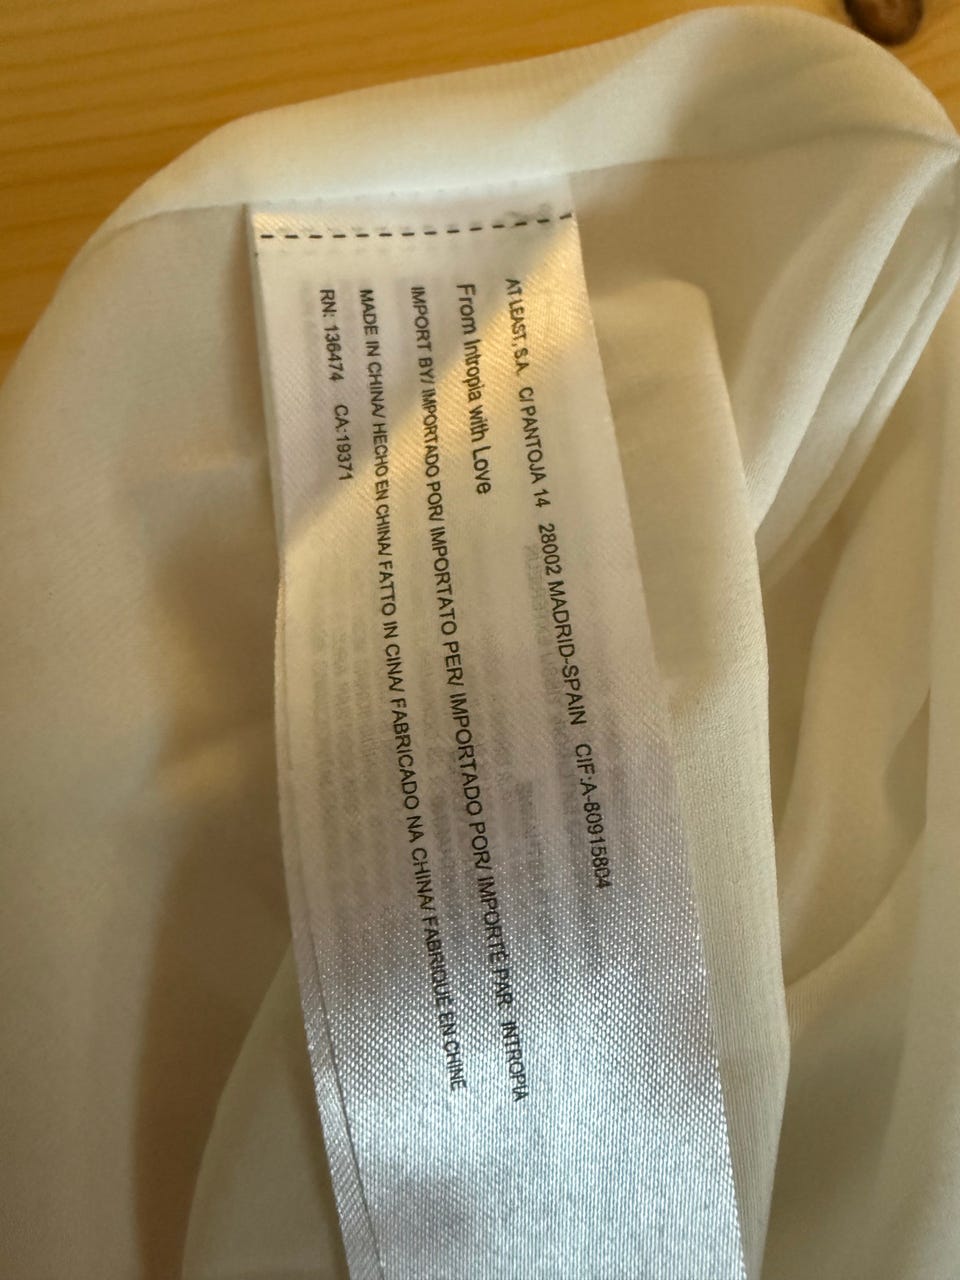 AT LEAST, S.A. C/ PANTOJA 14 28002 MADRID-SPAIN CIF:A-80915804
From Intropia with Love
IMPORT BY/ IMPORTADO POR/ IMPORTATO PER/ IMPORTADO POR/ IMPORTÉ PAR: INTROPIA
MADE IN CHINA/ HECHO EN CHINA/ FATTO IN CINA/ FABRICADO NA CHINA/ FABRIQUÉ EN CHINE
RN: 136474 CA:19371